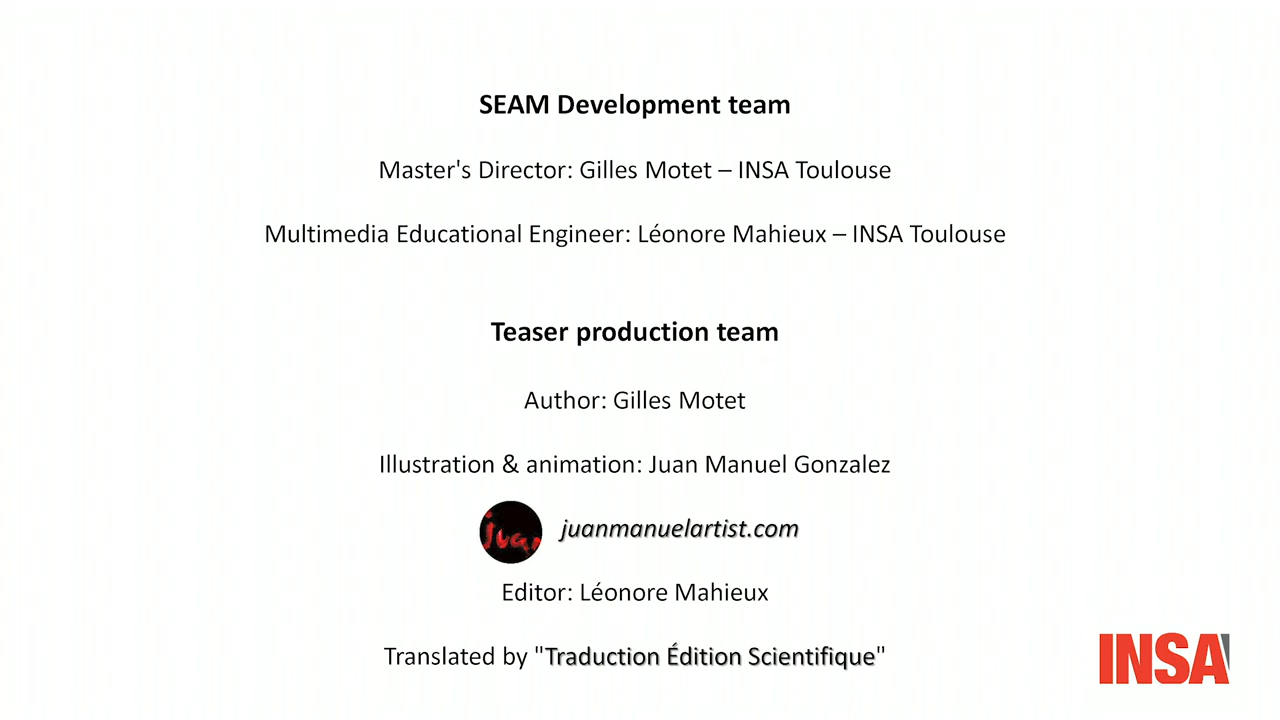 SEAM Development team
Master's Director: Gilles Motet – INSA Toulouse
Multimedia Educational Engineer: Léonore Mahieux – INSA Toulouse
Teaser production team
Author: Gilles Motet
Illustration & animation: Juan Manuel Gonzalez
juan
juanmanuelartist.com
Editor: Léonore Mahieux
Translated by "Traduction Édition Scientifique"
INSA